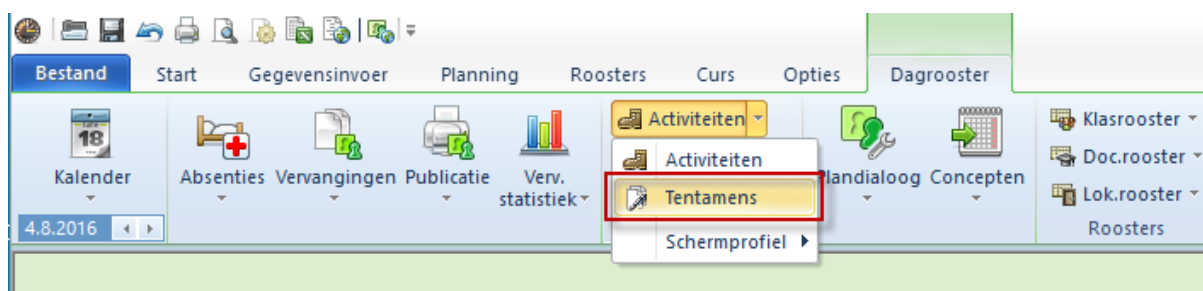 Bestand Start Gegevensinvoer Planning Roosters Curs Opties Dagrooster
18
Kalender
4.8.2016
Absenties
Vervangingen
Publicatie
Verv.
statistiek
Activiteiten
Activiteiten
Tentamens
Schermprofiel
Concepten
Klasrooster
Doc.rooster
Lok.rooster
Roosters